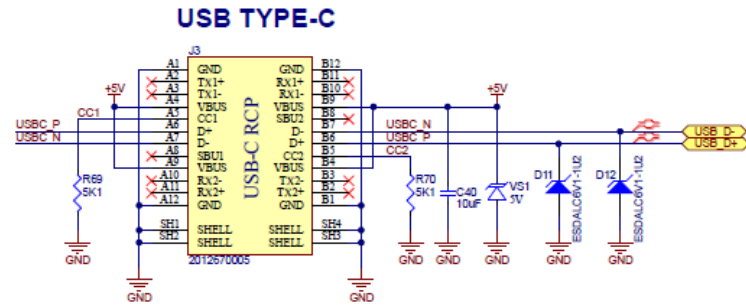 USB TYPE-C
J3
A1 GND GND B12
A2 TX1+ RX1+ B11
A3 TX1- RX1- B10
+5V A4 VBUS VBUS B9 +5V
CC1 A5 CC1 SBU2 B8
USBC_P A6 D+ D- B7 USBC_N USB_D-
USBC_N A7 D- D+ B6 USBC_P USB_D+
A8 SBU1 CC2 B5 CC2
A9 VBUS VBUS B4
A10 RX2- TX2- B3
A11 RX2+ TX2+ B2
A12 GND GND B1
USB-C RCP
SH1 SHELL SHELL SH4
SH2 SHELL SHELL SH3
2012670005
R69
5K1
R70
5K1
C40
10uF
VS1
5V
D11
ESDALC6V1-1U2
D12
ESDALC6V1-1U2
GND
GND
GND
GND
GND
GND
GND
GND